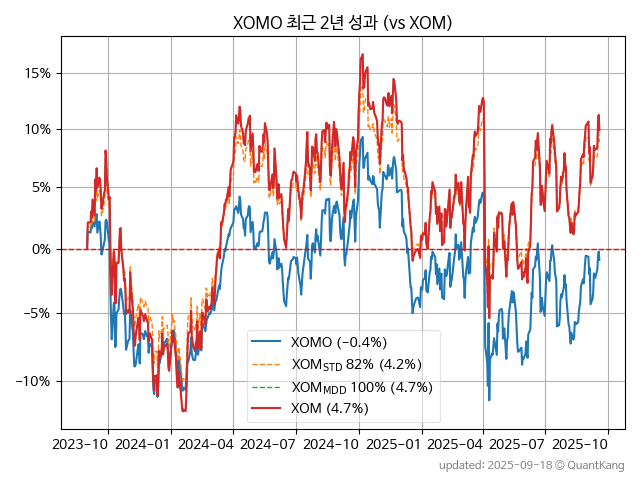 XOMO 최근 2년 성과 (vs XOM)
15%
10%
5%
0%
−5%
−10%
XOMO (−0.4%)
XOM_STD 82% (4.2%)
XOM_MDD 100% (4.7%)
XOM (4.7%)
2023-10 2024-01 2024-04 2024-07 2024-10 2025-01 2025-04 2025-07 2025-10
updated: 2025-09-18 © QuantKang